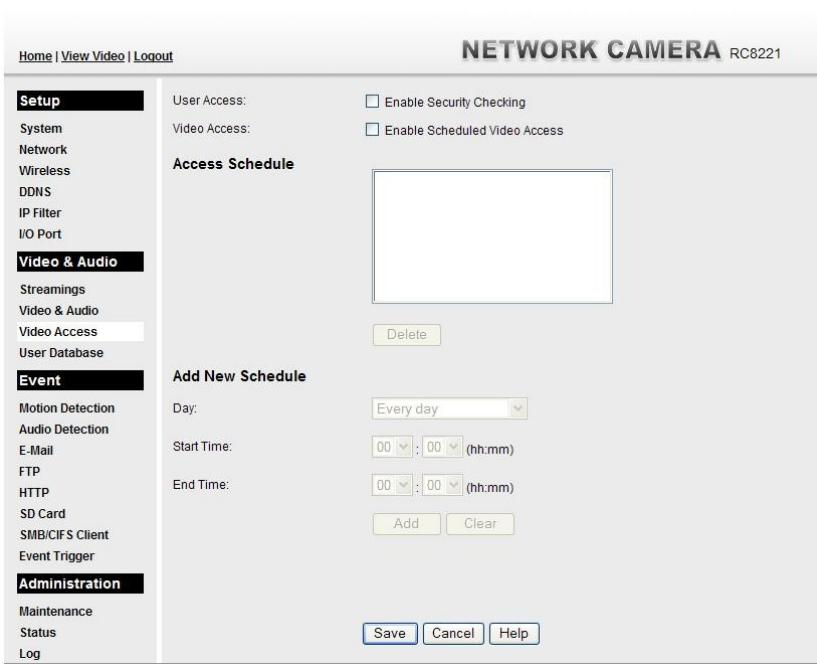 Home | View Video | Logout
NETWORK CAMERA RC8221
Setup
System
Network
Wireless
DDNS
IP Filter
I/O Port
Video & Audio
Streamings
Video & Audio
Video Access
User Database
Event
Motion Detection
Audio Detection
E-Mail
FTP
HTTP
SD Card
SMB/CIFS Client
Event Trigger
Administration
Maintenance
Status
Log
User Access: Enable Security Checking
Video Access: Enable Scheduled Video Access
Access Schedule
Delete
Add New Schedule
Day: Every day
Start Time: 00 : 00 (hh:mm)
End Time: 00 : 00 (hh:mm)
Add Clear
Save Cancel Help